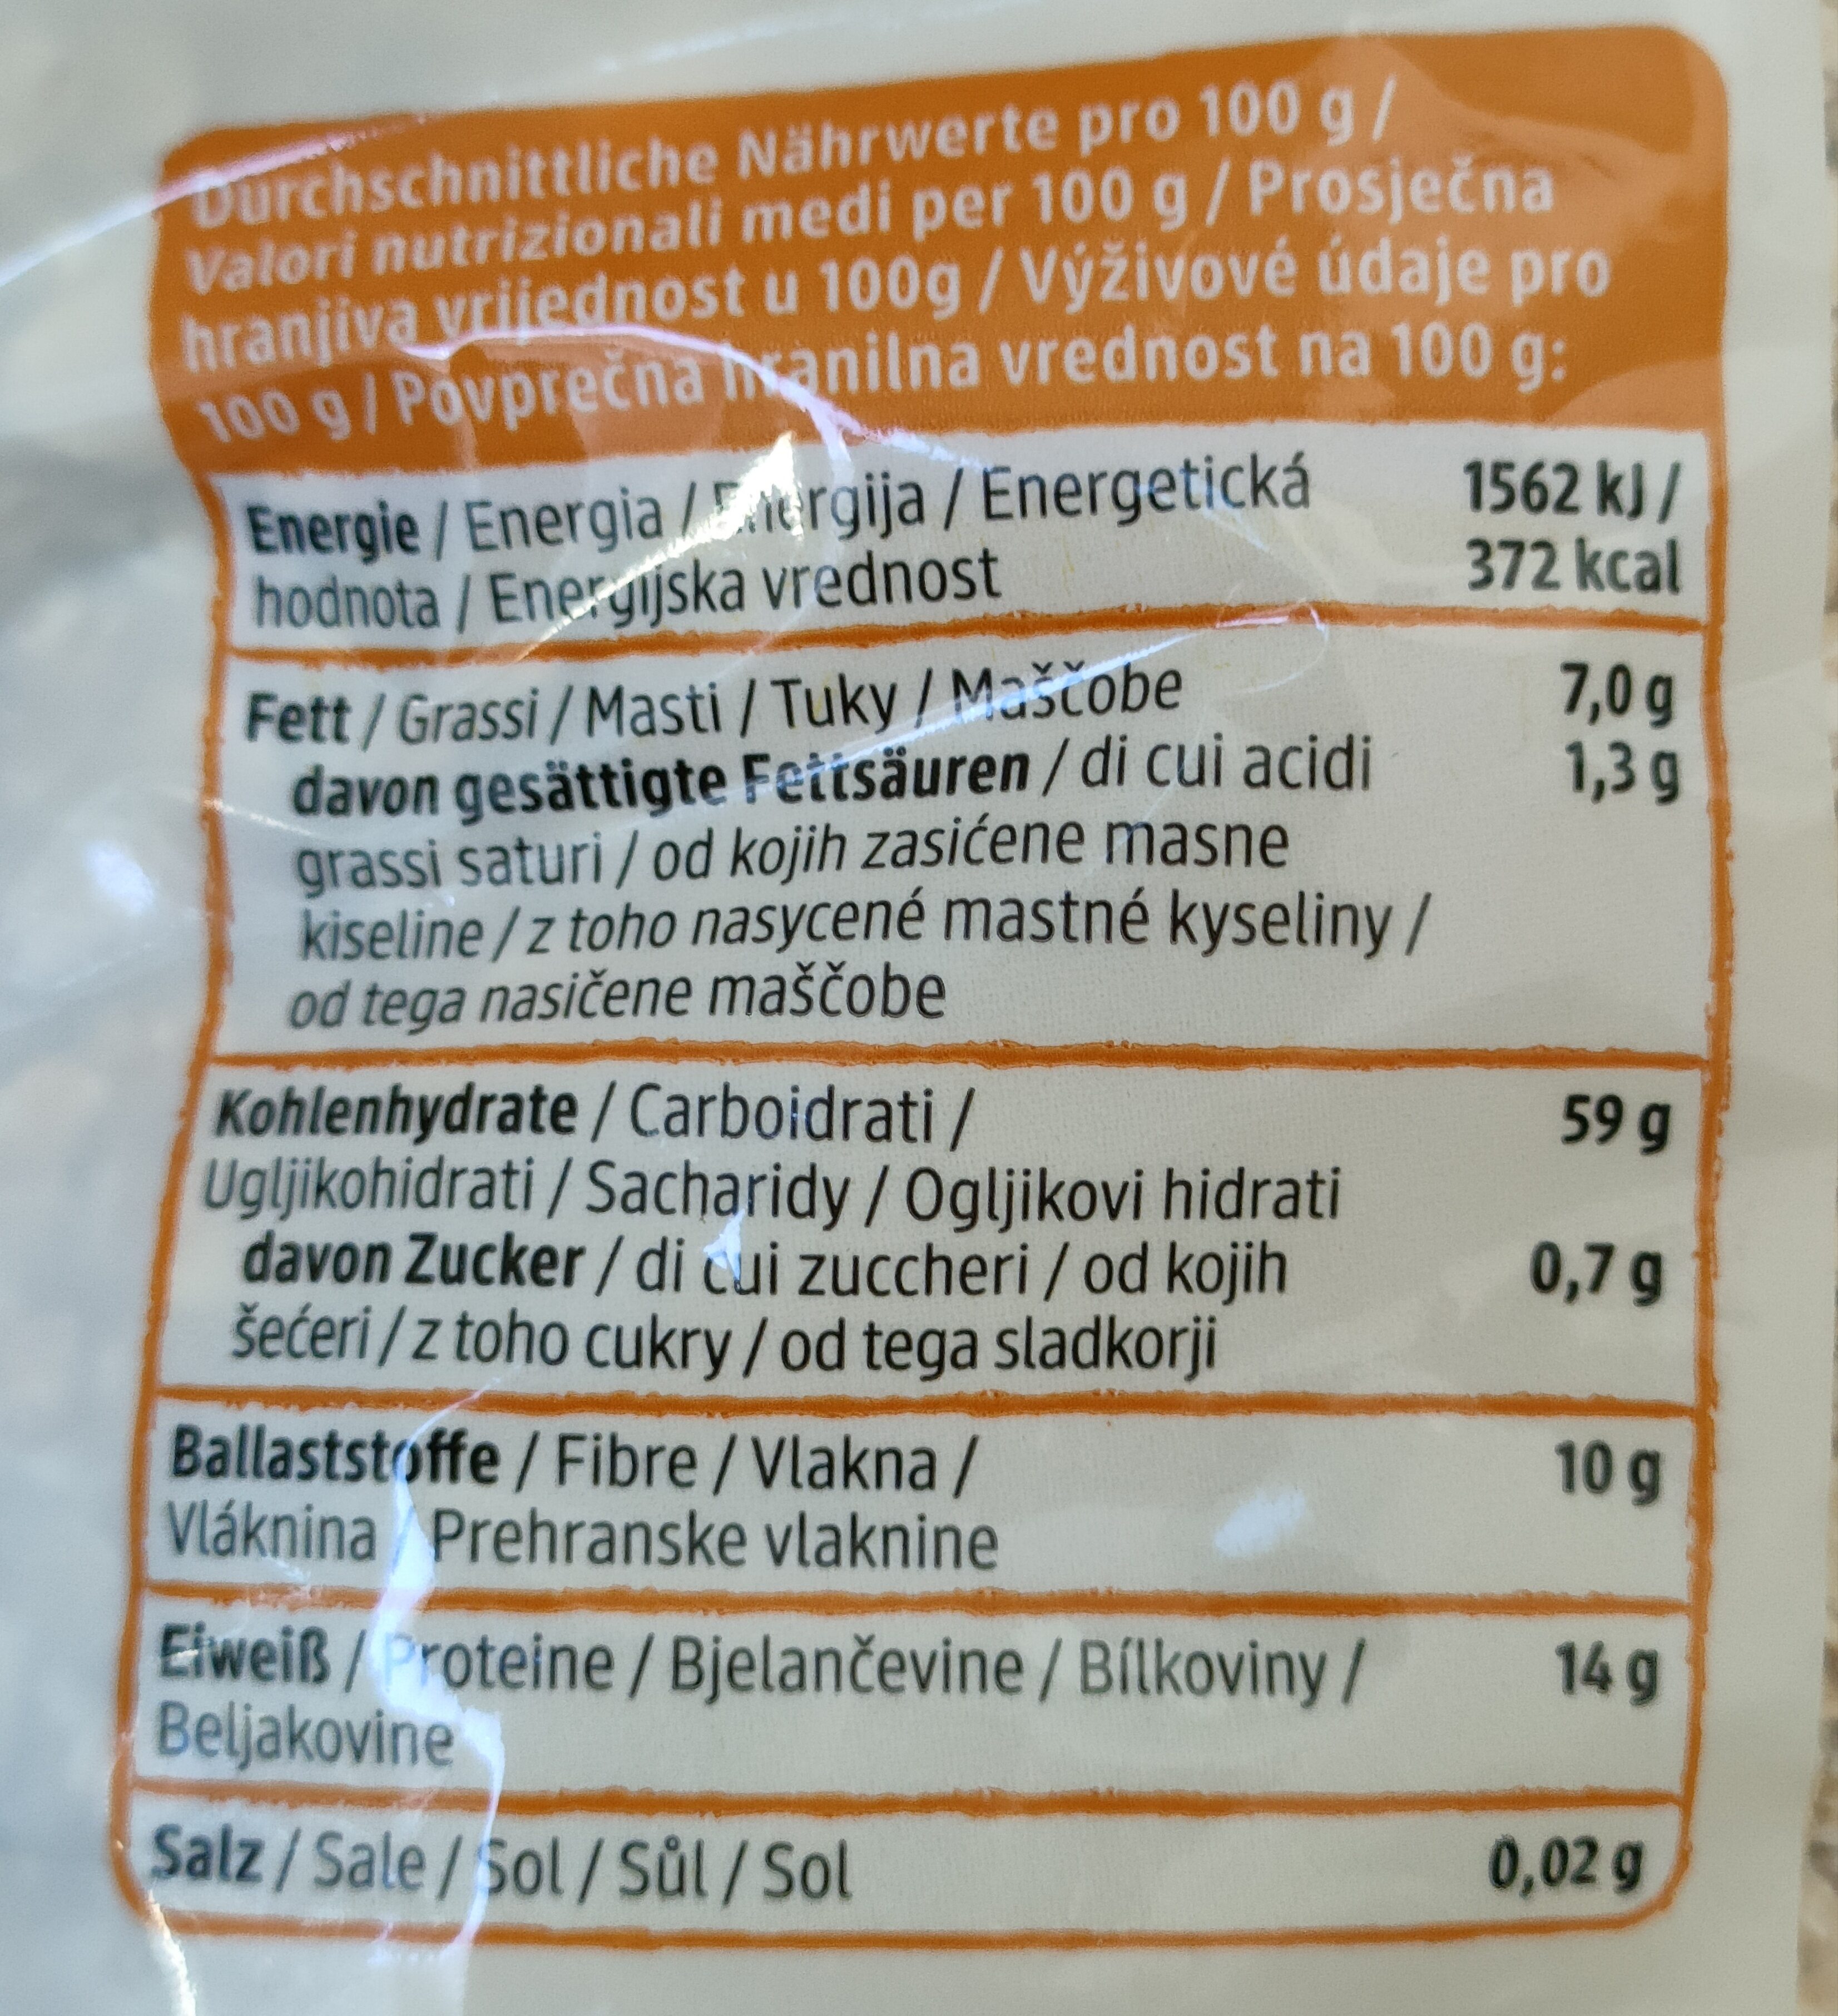 Durchschnittliche Nährwerte pro 100 g /
Valori nutrizionali medi per 100 g / Prosječna
hranjiva vrijednost u 100g / Výživové údaje pro
100 g / Povprečna hranilna vrednost na 100 g:
Energie / Energia / Energija / Energetická 1562 kJ /
hodnota / Energijska vrednost 372 kcal
Fett / Grassi / Masti / Tuky / Maščobe 7,0 g
davon gesättigte Fettsäuren / di cui acidi 1,3 g
grassi saturi / od kojih zasićene masne
kiseline / z toho nasycené mastné kyseliny /
od tega nasičene maščobe
Kohlenhydrate / Carboidrati / 59 g
Ugljikohidrati / Sacharidy / Ogljikovi hidrati
davon Zucker / di cui zuccheri / od kojih 0,7 g
šećeri / z toho cukry / od tega sladkorji
Ballaststoffe / Fibre / Vlakna / 10 g
Vláknina / Prehranske vlaknine
Eiweiß / Proteine / Bjelančevine / Bílkoviny / 14 g
Beljakovine
Salz / Sale / Sol / Sůl / Sol 0,02 g